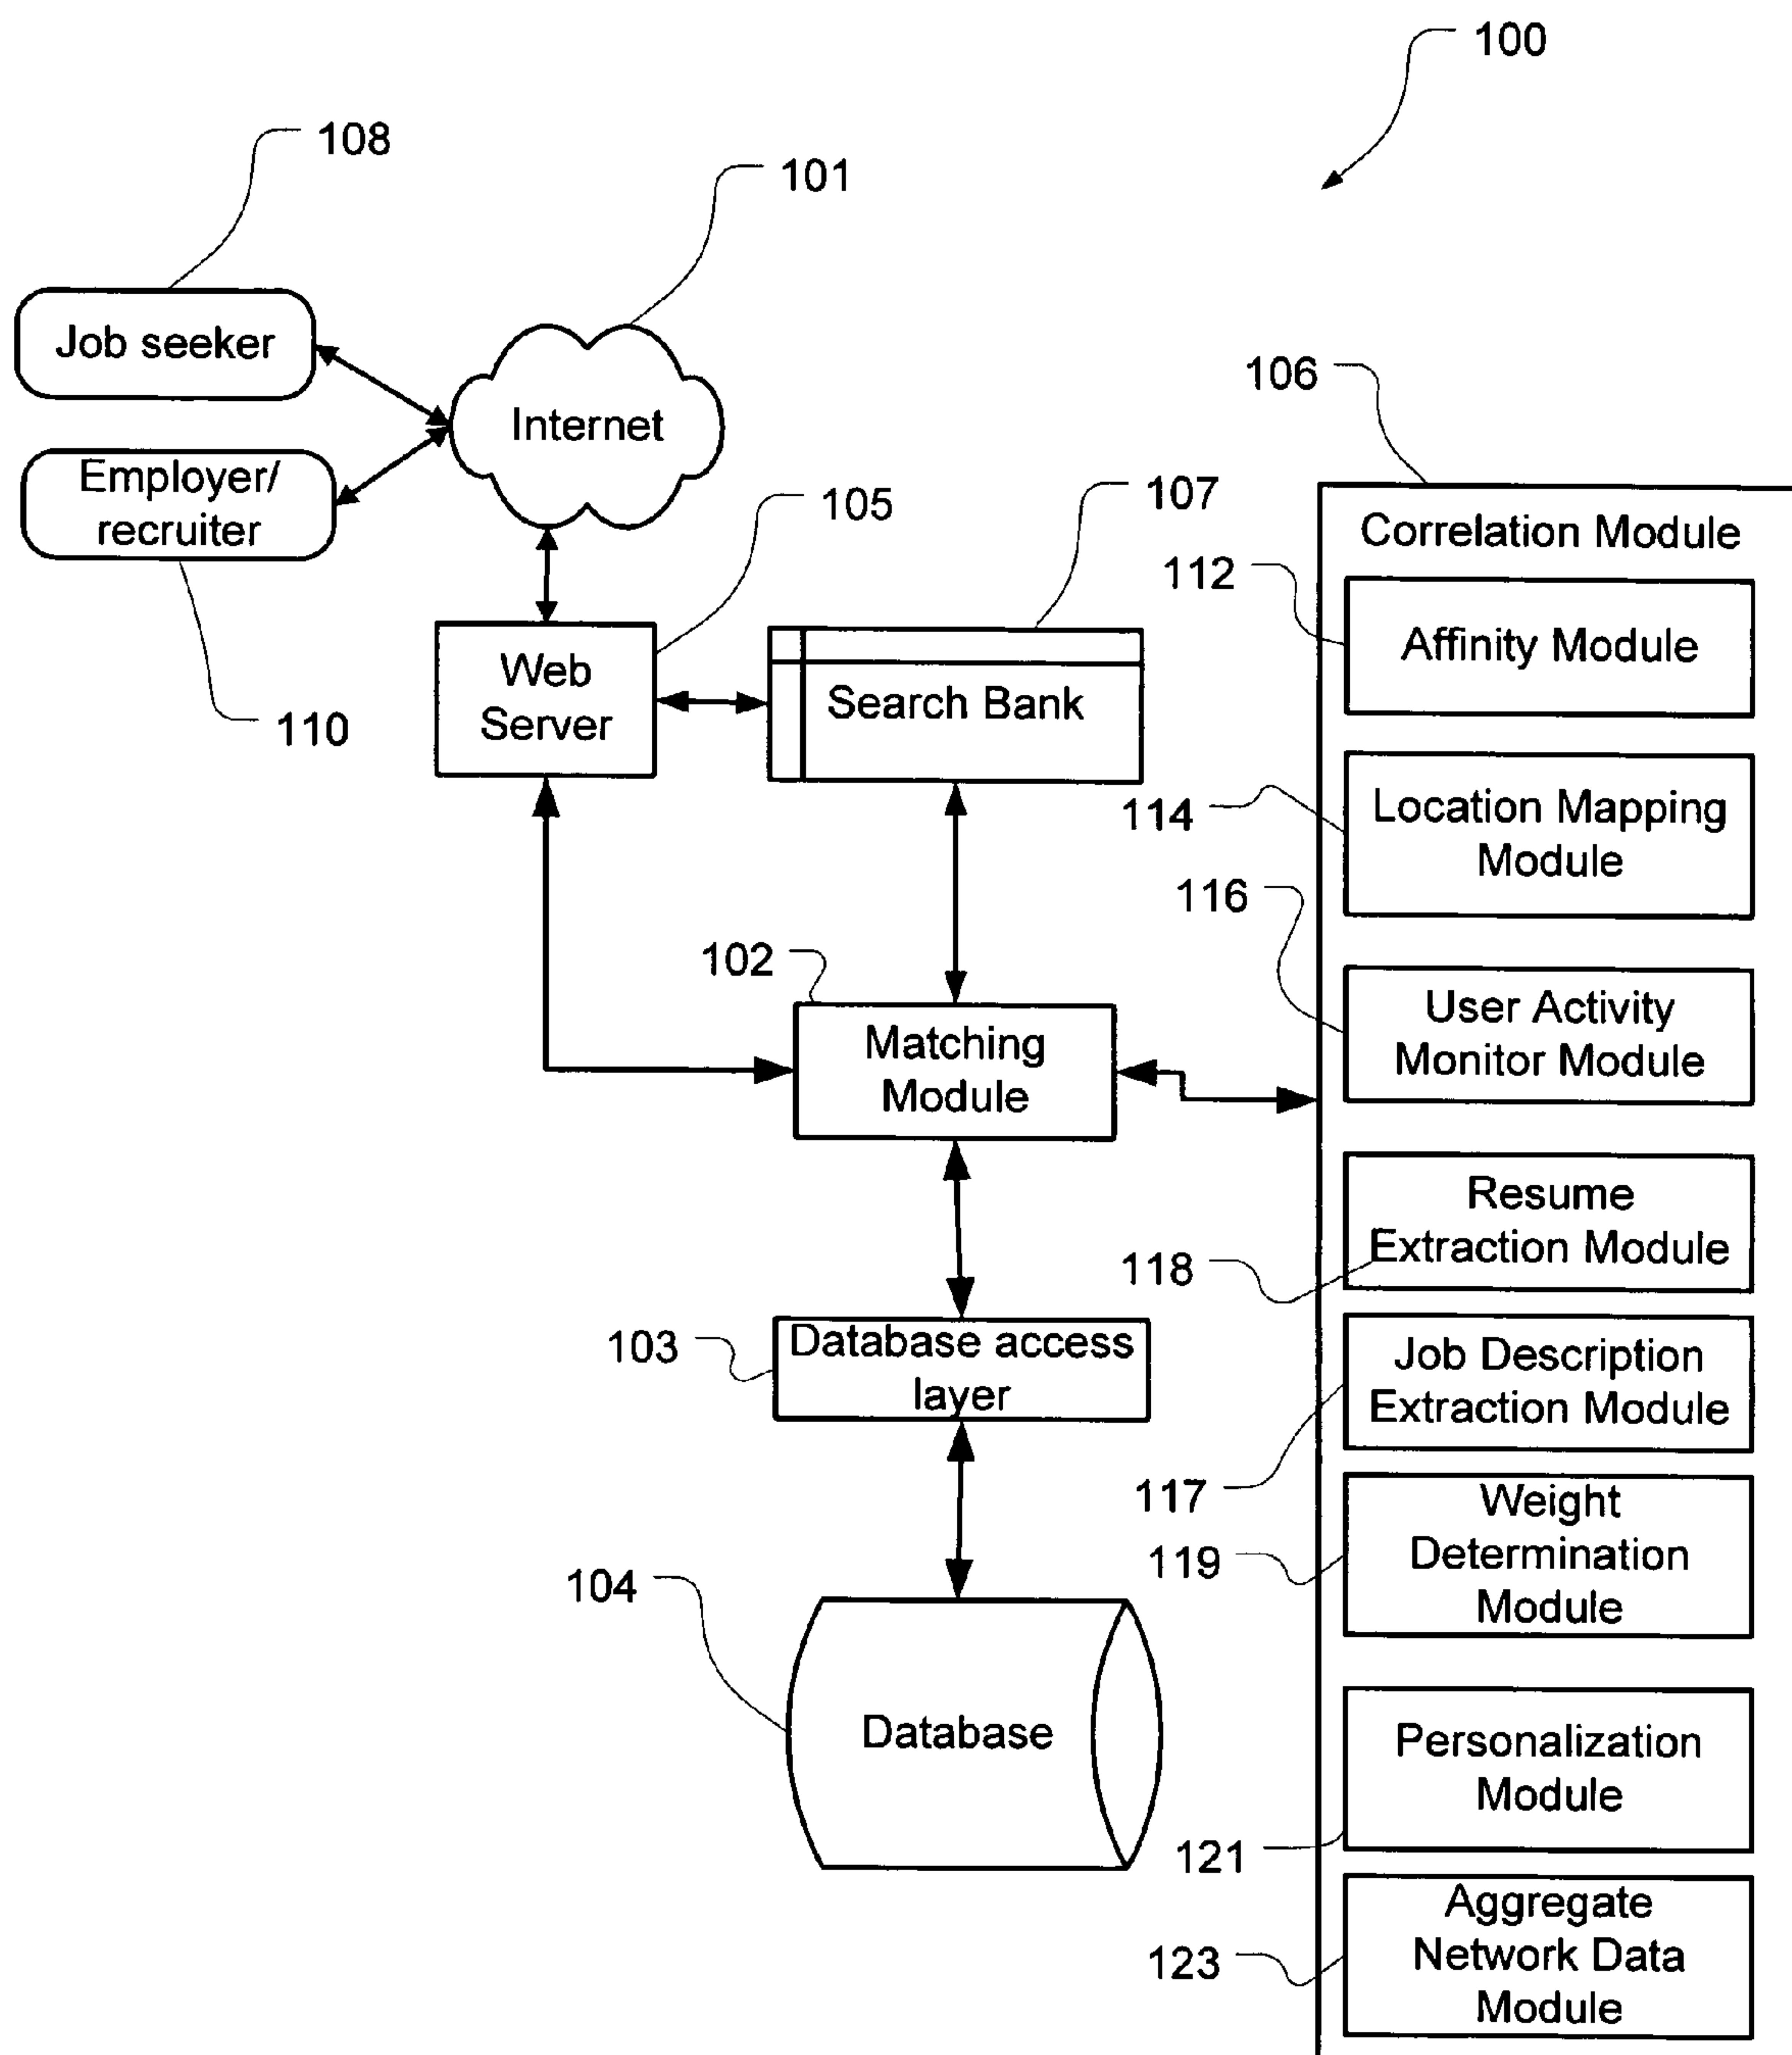 100
108
101
Job seeker
Internet
106
Employer/
recruiter
105
107
Correlation Module
112
Affinity Module
Web
Server
Search Bank
110
114
Location Mapping
Module
116
102
User Activity
Monitor Module
Matching
Module
Resume
Extraction Module
118
103
Database access
layer
Job Description
Extraction Module
117
Weight
Determination
Module
119
104
Database
Personalization
Module
121
Aggregate
Network Data
Module
123